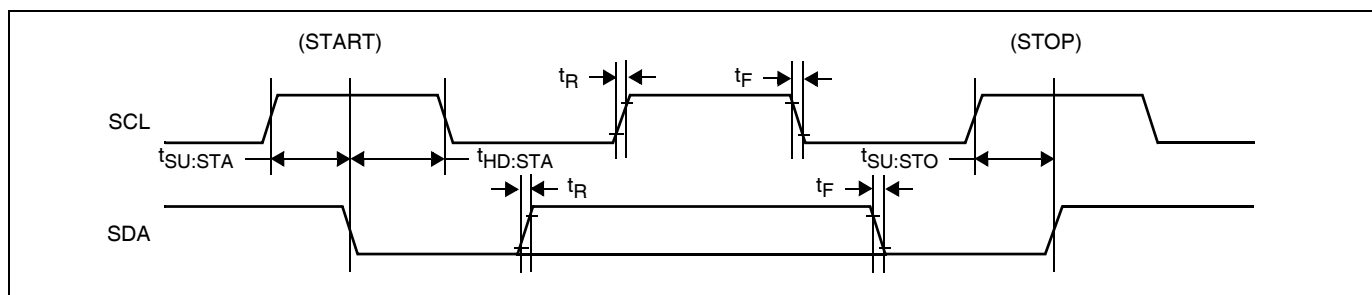 (START) (STOP)
tR tF
SCL
tSU:STA tHD:STA tSU:STO
tR tF
SDA